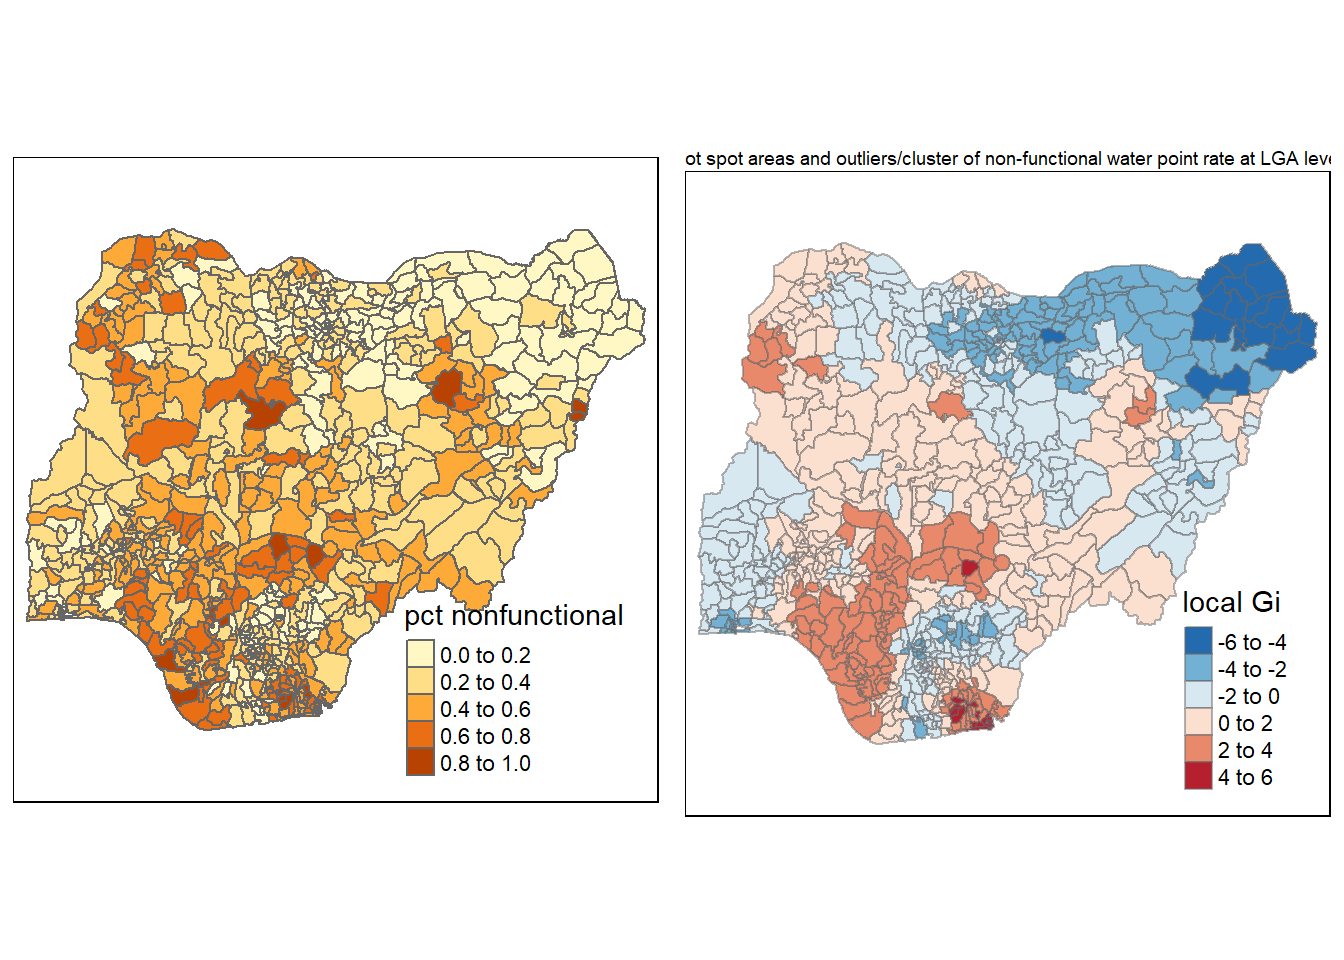 pct nonfunctional
0.0 to 0.2
0.2 to 0.4
0.4 to 0.6
0.6 to 0.8
0.8 to 1.0
ot spot areas and outliers/cluster of non-functional water point rate at LGA leve
local Gi
-6 to -4
-4 to -2
-2 to 0
0 to 2
2 to 4
4 to 6